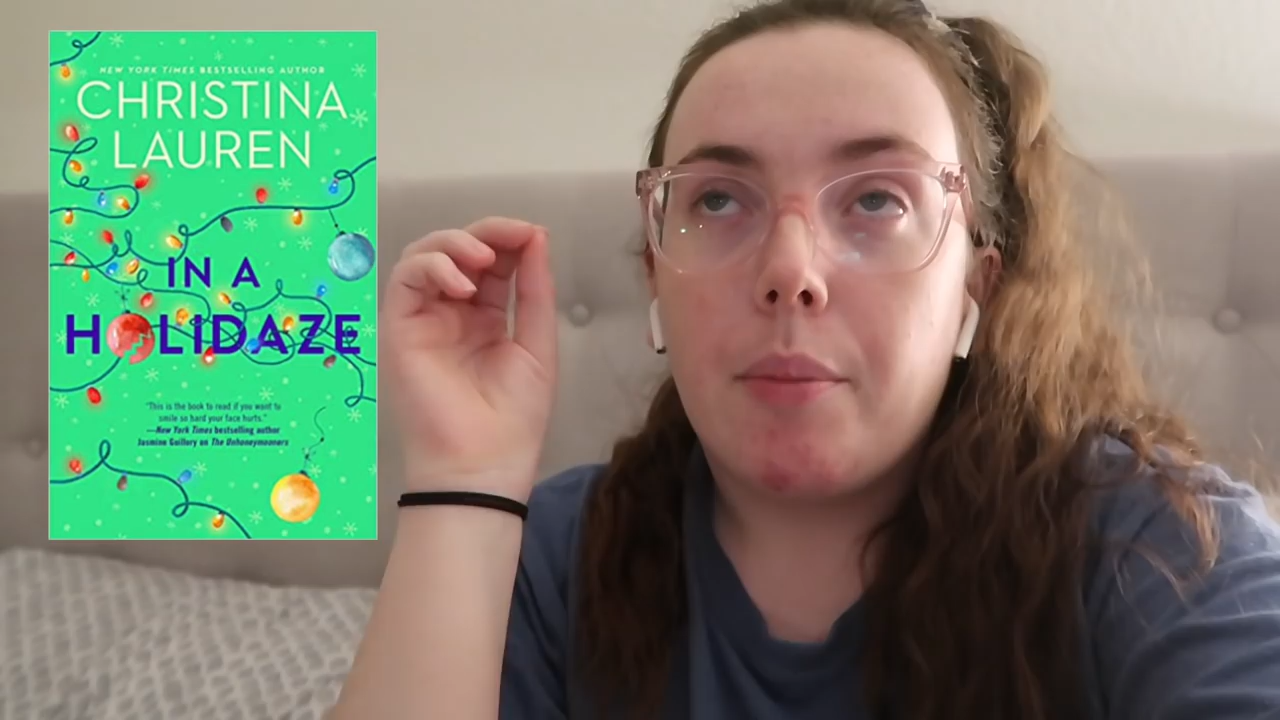 NEW YORK TIMES BESTSELLING AUTHOR
CHRISTINA
LAUREN
IN A
HOLIDAZE
"This is the book to read if you want to
smile so hard your face hurts."
—New York Times bestselling author
Jasmine Guillory on The Unhoneymooners